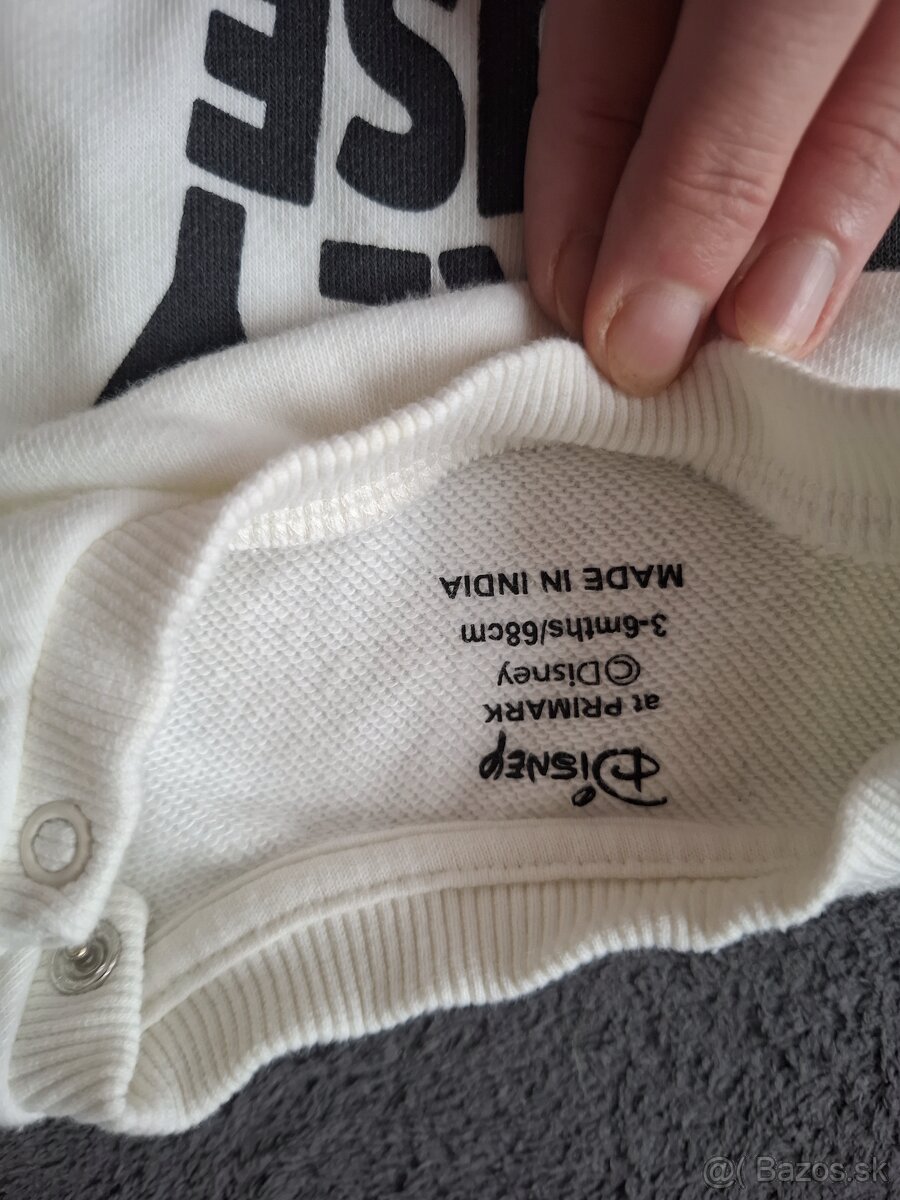 Disney
at PRIMARK
©Disney
3-6mths/68cm
MADE IN INDIA
@( Bazos.sk